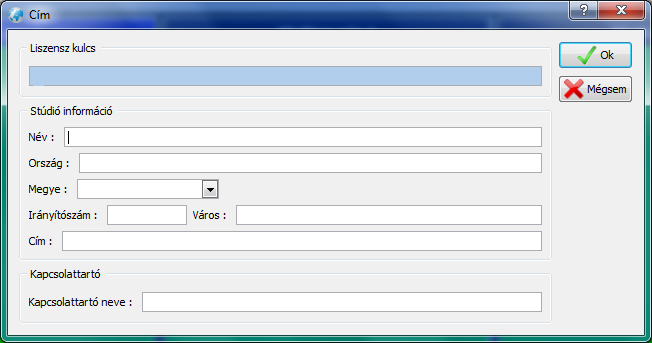 Cím
Liszensz kulcs
Ok
Mégsem
Stúdió információ
Név :
Ország :
Megye :
Irányítószám : Város :
Cím :
Kapcsolattartó
Kapcsolattartó neve :